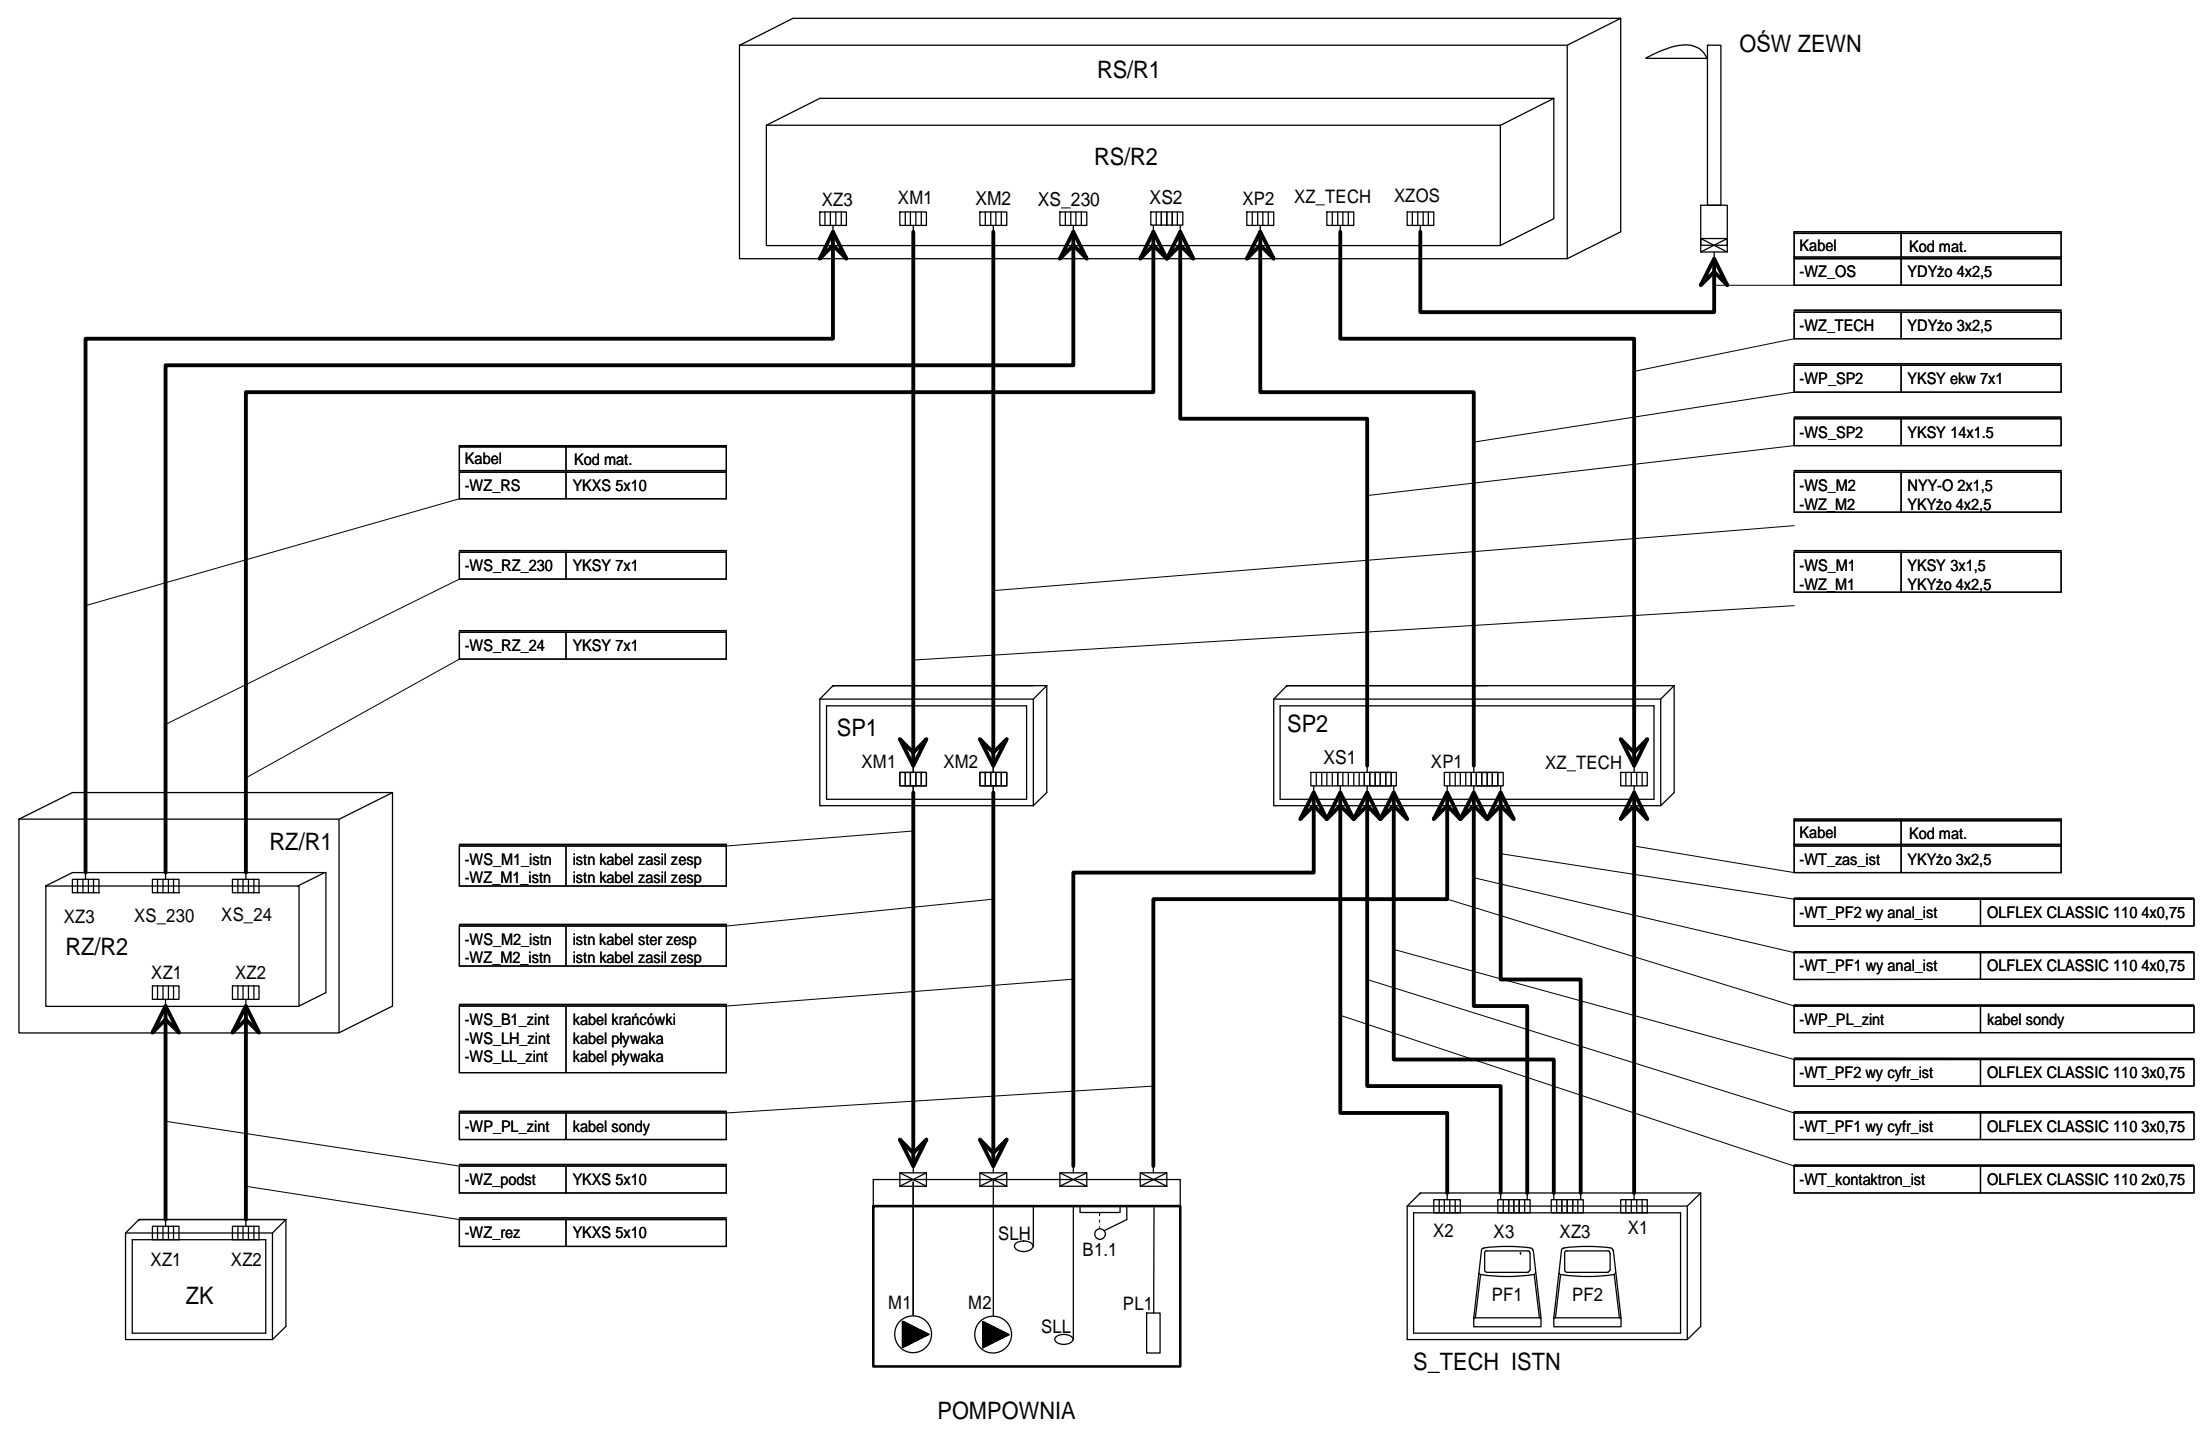 OŚW ZEWN
RS/R1
RS/R2
XZ3 XM1 XM2 XS_230 XS2 XP2 XZ_TECH XZOS
Kabel Kod mat.
-WZ_OS YDYżo 4x2,5
-WZ_TECH YDYżo 3x2,5
-WP_SP2 YKSY ekw 7x1
-WS_SP2 YKSY 14x1.5
-WS_M2 NYY-O 2x1,5
-WZ_M2 YKYżo 4x2,5
-WS_M1 YKSY 3x1,5
-WZ_M1 YKYżo 4x2,5
Kabel Kod mat.
-WZ_RS YKXS 5x10
-WS_RZ_230 YKSY 7x1
-WS_RZ_24 YKSY 7x1
SP1
XM1 XM2
SP2
XS1 XP1 XZ_TECH
RZ/R1
XZ3 XS_230 XS_24
RZ/R2
XZ1 XZ2
-WS_M1_istn istn kabel zasil zesp
-WZ_M1_istn istn kabel zasil zesp
-WS_M2_istn istn kabel ster zesp
-WZ_M2_istn istn kabel zasil zesp
-WS_B1_zint kabel krańcówki
-WS_LH_zint kabel pływaka
-WS_LL_zint kabel pływaka
-WP_PL_zint kabel sondy
-WZ_podst YKXS 5x10
-WZ_rez YKXS 5x10
Kabel Kod mat.
-WT_zas_ist YKYżo 3x2,5
-WT_PF2 wy anal_ist OLFLEX CLASSIC 110 4x0,75
-WT_PF1 wy anal_ist OLFLEX CLASSIC 110 4x0,75
-WP_PL_zint kabel sondy
-WT_PF2 wy cyfr_ist OLFLEX CLASSIC 110 3x0,75
-WT_PF1 wy cyfr_ist OLFLEX CLASSIC 110 3x0,75
-WT_kontaktron_ist OLFLEX CLASSIC 110 2x0,75
XZ1 XZ2
ZK
SLH
B1.1
M1 M2
SLL
PL1
POMPOWNIA
X2 X3 XZ3 X1
PF1 PF2
S_TECH ISTN